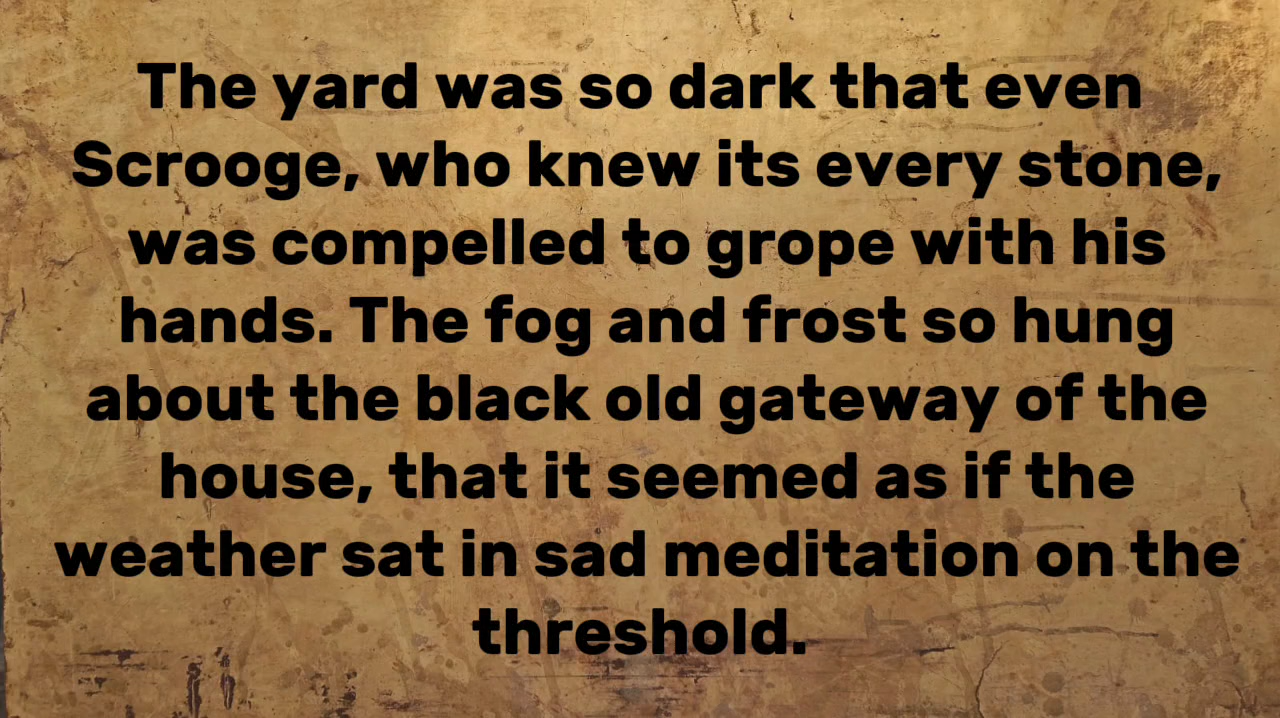 The yard was so dark that even
Scrooge, who knew its every stone,
was compelled to grope with his
hands. The fog and frost so hung
about the black old gateway of the
house, that it seemed as if the
weather sat in sad meditation on the
threshold.